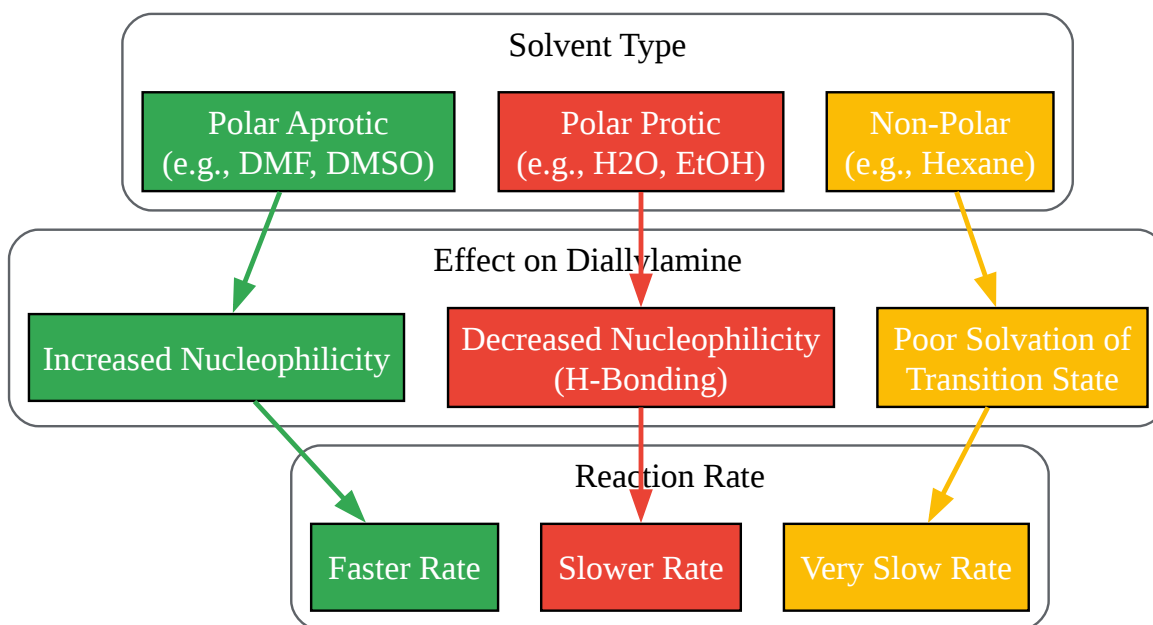 Solvent Type
Polar Aprotic
(e.g., DMF, DMSO)
Polar Protic
(e.g., H2O, EtOH)
Non-Polar
(e.g., Hexane)
Effect on Diallylamine
Increased Nucleophilicity
Decreased Nucleophilicity
(H-Bonding)
Poor Solvation of
Transition State
Reaction Rate
Faster Rate
Slower Rate
Very Slow Rate